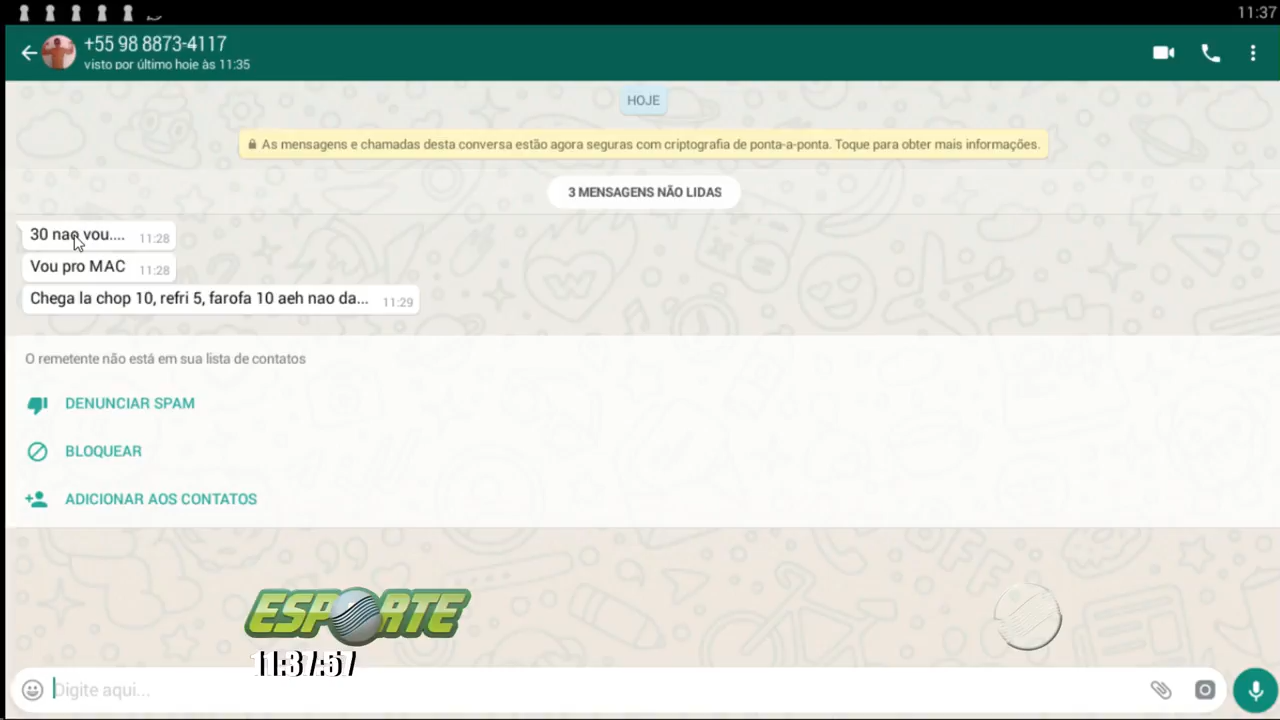 11:37
+55 98 8873-4117
visto por último hoje às 11:35
HOJE
As mensagens e chamadas desta conversa estão agora seguras com criptografia de ponta-a-ponta. Toque para obter mais informações.
3 MENSAGENS NÃO LIDAS
30 nao vou.... 11:28
Vou pro MAC 11:28
Chega la chop 10, refri 5, farofa 10 aeh nao da... 11:29
O remetente não está em sua lista de contatos
DENUNCIAR SPAM
BLOQUEAR
ADICIONAR AOS CONTATOS
ESPORTE
11:37:57
Digite aqui...